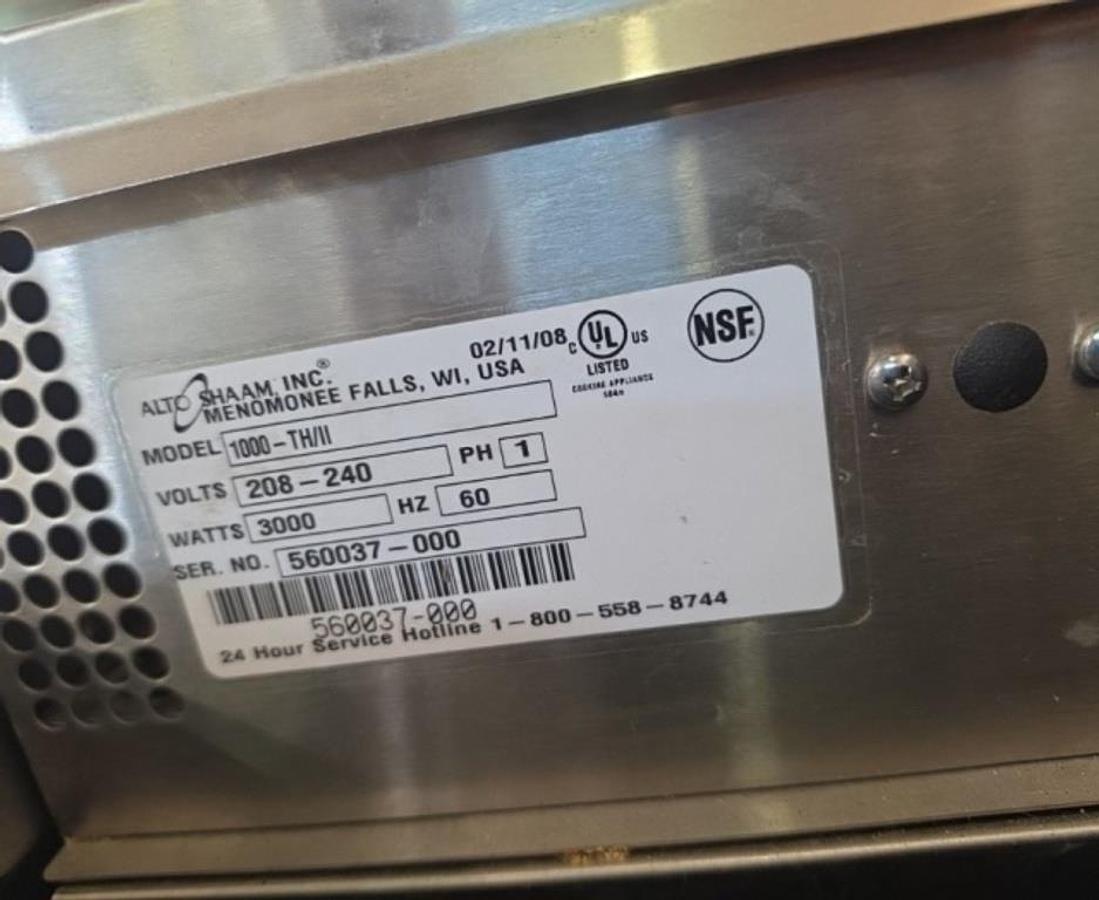 ALTO SHAAM, INC.®
MENOMONEE FALLS, WI, USA
02/11/08
C UL US
LISTED
COOKING APPLIANCE
NSF
MODEL 1000-TH/II
VOLTS 208-240 PH 1
WATTS 3000 HZ 60
SER. NO. 560037-000
560037-000
24 Hour Service Hotline 1-800-558-8744